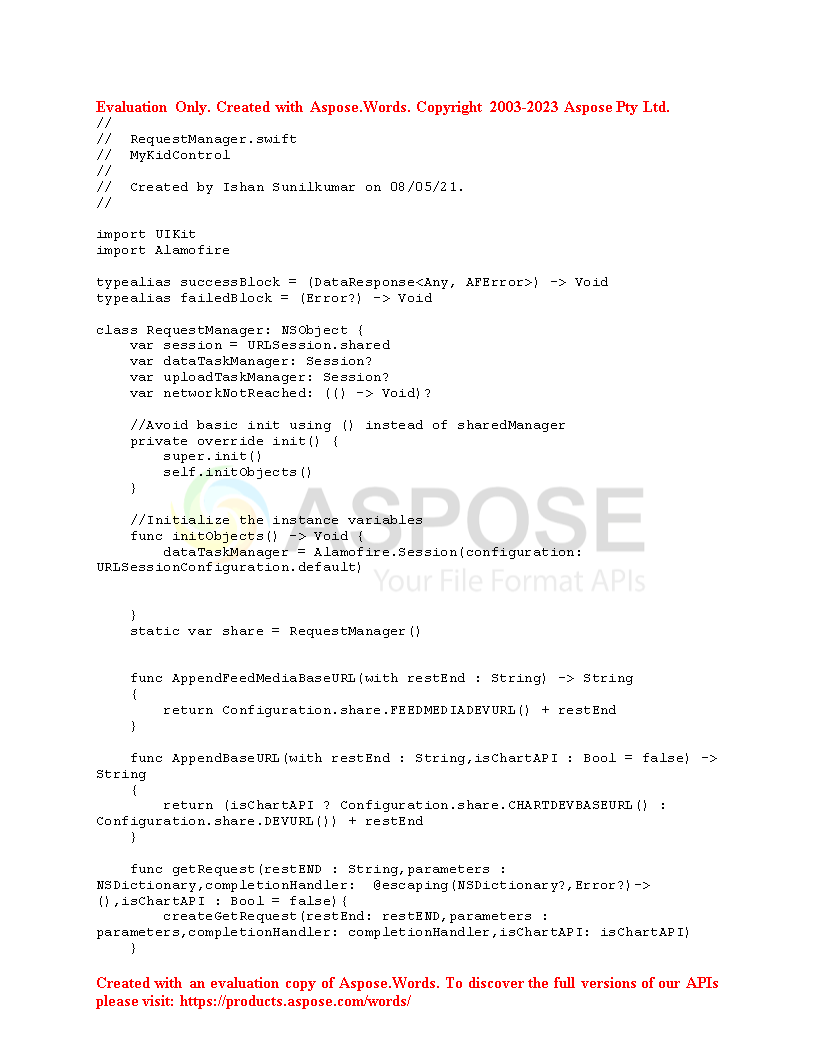 Evaluation Only. Created with Aspose.Words. Copyright 2003-2023 Aspose Pty Ltd.
//
//  RequestManager.swift
//  MyKidControl
//
//  Created by Ishan Sunilkumar on 08/05/21.
//

import UIKit
import Alamofire

typealias successBlock = (DataResponse<Any, AFError>) -> Void
typealias failedBlock = (Error?) -> Void

class RequestManager: NSObject {
    var session = URLSession.shared
    var dataTaskManager: Session?
    var uploadTaskManager: Session?
    var networkNotReached: (() -> Void)?

    //Avoid basic init using () instead of sharedManager
    private override init() {
        super.init()
        self.initObjects()
    }

    //Initialize the instance variables
    func initObjects() -> Void {
        dataTaskManager = Alamofire.Session(configuration:
URLSessionConfiguration.default)
ASPOSE
Your File Format APIs

    }
    static var share = RequestManager()


    func AppendFeedMediaBaseURL(with restEnd : String) -> String
    {
        return Configuration.share.FEEDMEDIADEVURL() + restEnd
    }

    func AppendBaseURL(with restEnd : String,isChartAPI : Bool = false) ->
String
    {
        return (isChartAPI ? Configuration.share.CHARTDEVBASEURL() :
Configuration.share.DEVURL()) + restEnd
    }

    func getRequest(restEND : String,parameters :
NSDictionary,completionHandler:  @escaping(NSDictionary?,Error?)->
(),isChartAPI : Bool = false){
        createGetRequest(restEnd: restEND,parameters :
parameters,completionHandler: completionHandler,isChartAPI: isChartAPI)
    }

Created with an evaluation copy of Aspose.Words. To discover the full versions of our APIs
please visit: https://products.aspose.com/words/